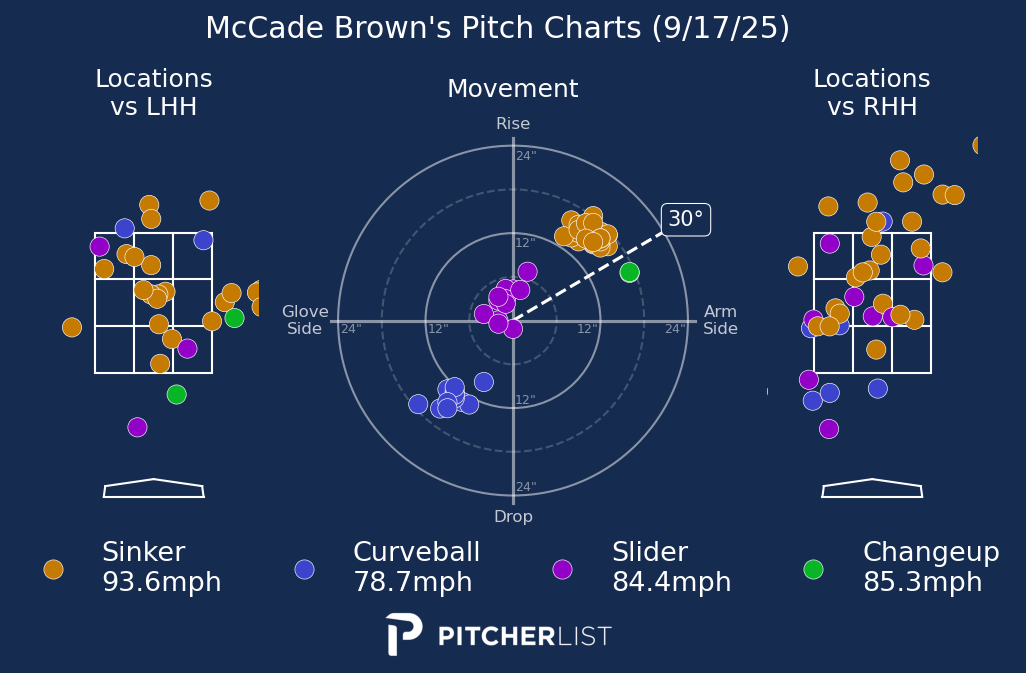 McCade Brown's Pitch Charts (9/17/25)
Locations
vs LHH
Movement
Locations
vs RHH
Rise
24"
30°
12"
Glove
Side
24"
12"
12"
24"
Arm
Side
12"
24"
Drop
Sinker
93.6mph
Curveball
78.7mph
Slider
84.4mph
Changeup
85.3mph
PITCHERLIST